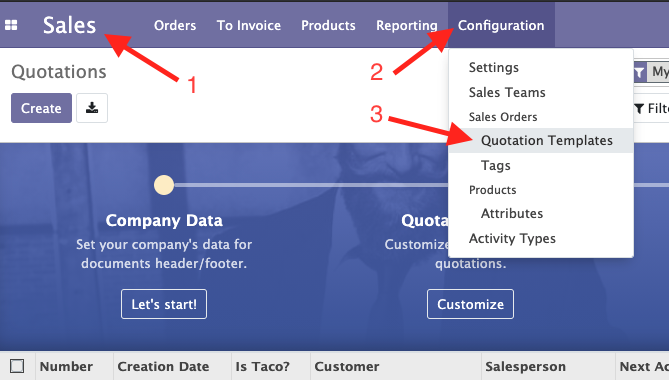 Sales Orders To Invoice Products Reporting Configuration
1
2
3
Quotations
My
Create
Filte
Settings
Sales Teams
Sales Orders
Quotation Templates
Tags
Products
Attributes
Activity Types
Company Data
Set your company's data for
documents header/footer.
Let's start!
Quota
Customize
quotations.
Customize
Number Creation Date Is Taco? Customer Salesperson Next Ac